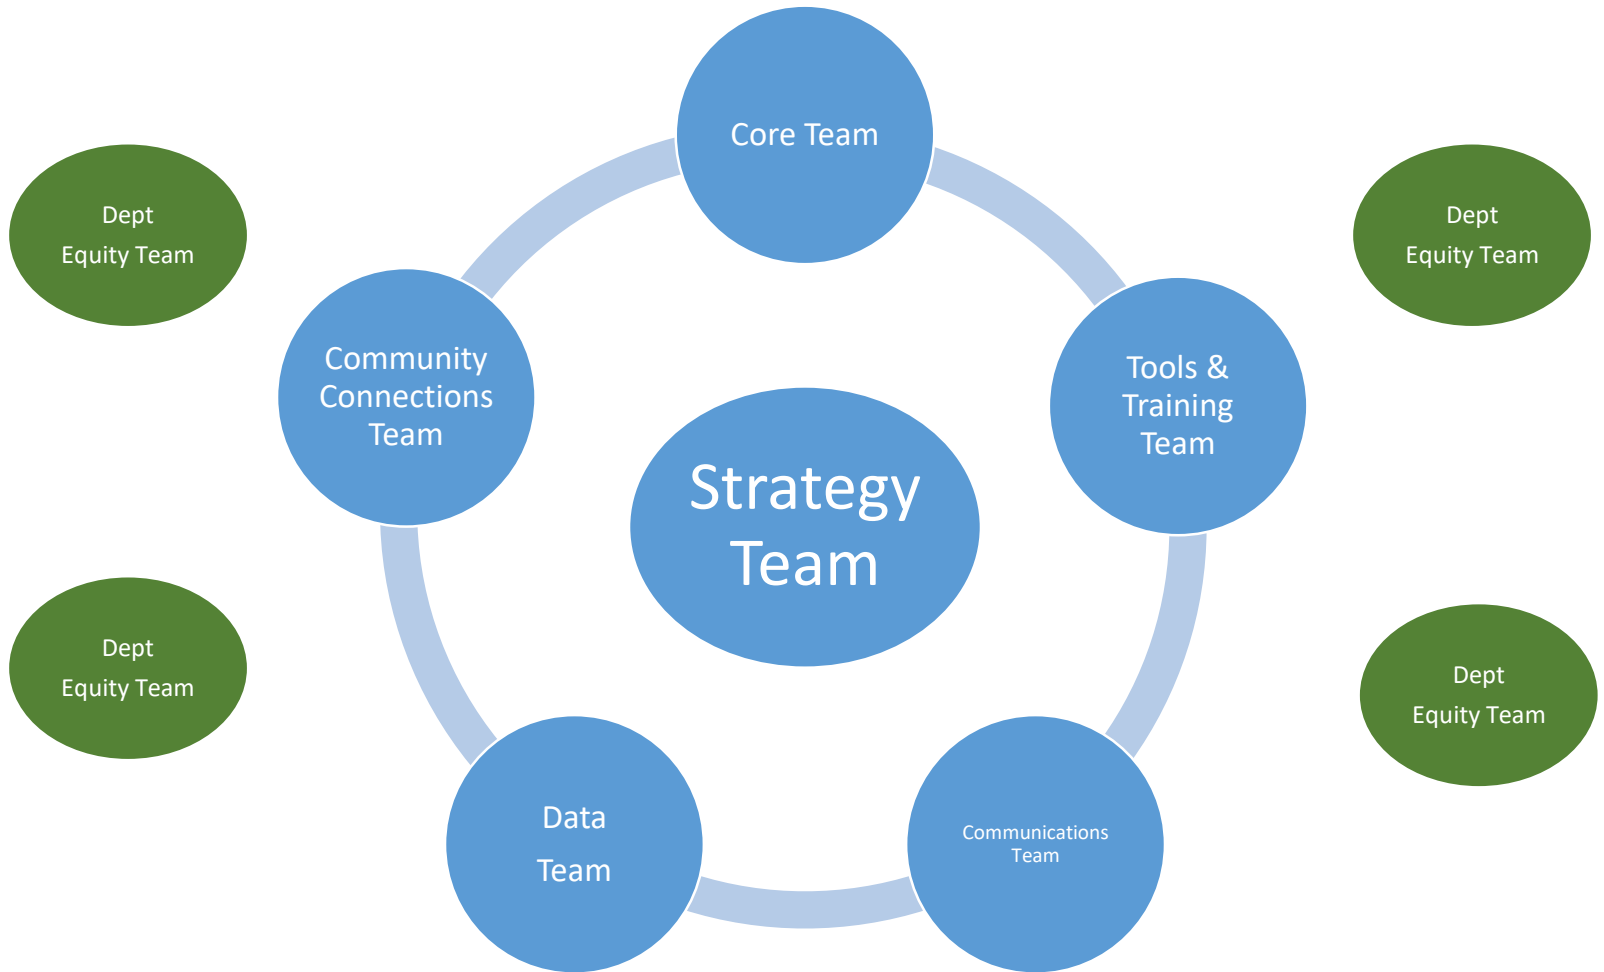 Core Team
Dept
Equity Team
Dept
Equity Team
Community
Connections
Team
Tools &
Training
Team
Strategy
Team
Dept
Equity Team
Dept
Equity Team
Data
Team
Communications
Team